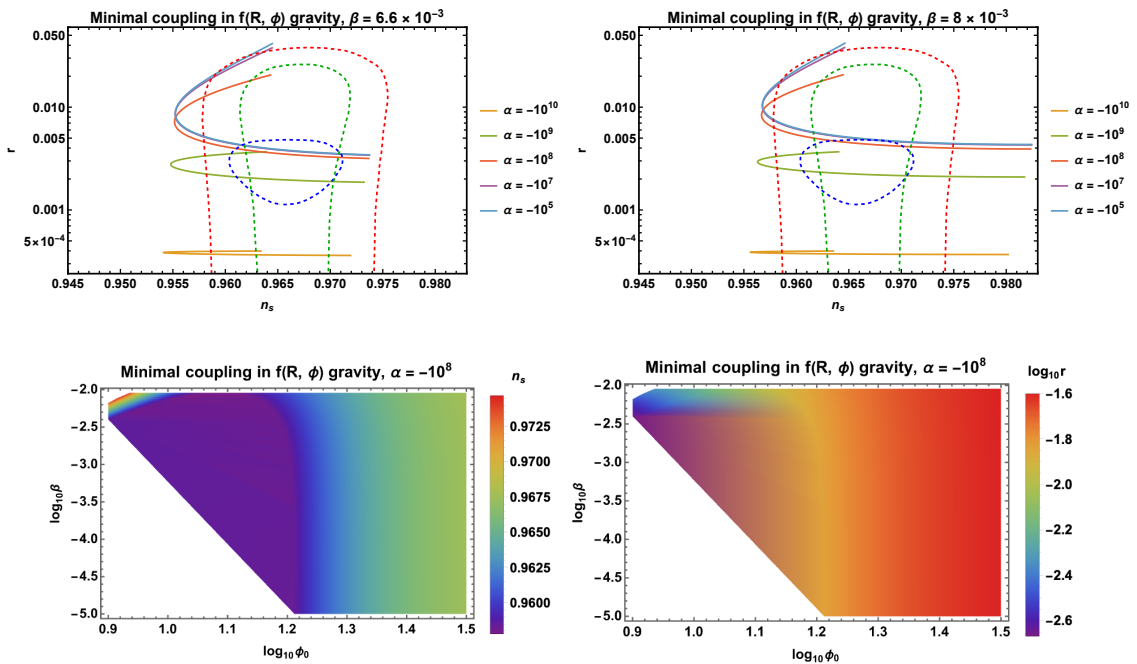 Minimal coupling in f(R, ϕ) gravity, β = 6.6 × 10⁻³
0.050
0.010
0.005
0.001
5×10⁻⁴
r
0.945 0.950 0.955 0.960 0.965 0.970 0.975 0.980
nₛ
α = -10¹⁰
α = -10⁹
α = -10⁸
α = -10⁷
α = -10⁵
Minimal coupling in f(R, ϕ) gravity, β = 8 × 10⁻³
0.050
0.010
0.005
0.001
5×10⁻⁴
r
0.945 0.950 0.955 0.960 0.965 0.970 0.975 0.980
nₛ
α = -10¹⁰
α = -10⁹
α = -10⁸
α = -10⁷
α = -10⁵
Minimal coupling in f(R, ϕ) gravity, α = -10⁸
-2.0
-2.5
-3.0
-3.5
-4.0
-4.5
-5.0
log₁₀β
0.9 1.0 1.1 1.2 1.3 1.4 1.5
log₁₀ϕ₀
nₛ
0.9725
0.9700
0.9675
0.9650
0.9625
0.9600
Minimal coupling in f(R, ϕ) gravity, α = -10⁸
-2.0
-2.5
-3.0
-3.5
-4.0
-4.5
-5.0
log₁₀β
0.9 1.0 1.1 1.2 1.3 1.4 1.5
log₁₀ϕ₀
log₁₀r
-1.6
-1.8
-2.0
-2.2
-2.4
-2.6